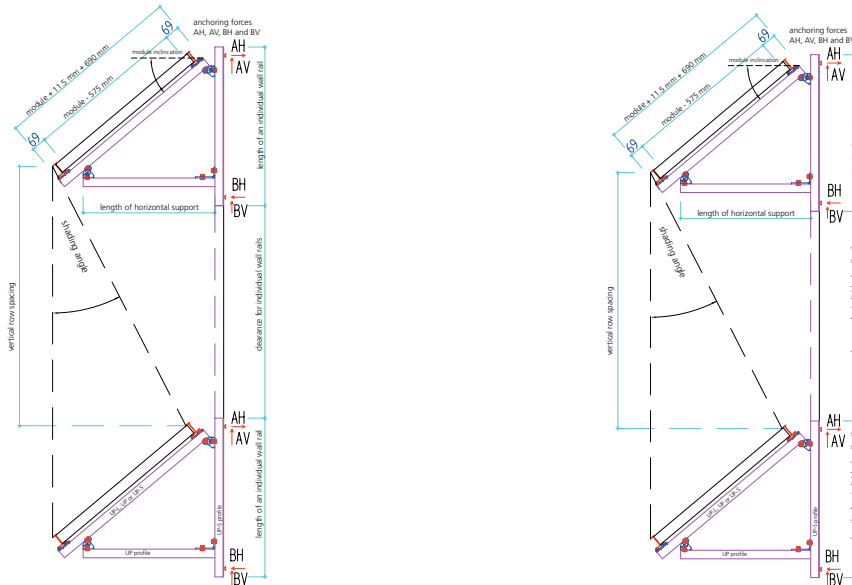 anchoring forces
AH, AV, BH and BV
69
AH
module inclincation
AV
module + 11.5 mm + 690 mm
module - 575 mm
length of an individual wall rail
69
BH
length of horizontal support
BV
shading angle
vertical row spacing
clearance for individual wall rails
AH
AV
UP-L, UP or UP-S
UP-S profile
length of an individual wall rail
UP profile
BH
BV
anchoring forces
AH, AV, BH and BV
69
AH
module inclincation
AV
module + 11.5 mm + 690 mm
module - 575 mm
69
BH
length of horizontal support
BV
shading angle
vertical row spacing
AH
AV
UP-L, UP or UP-S
UP-S profile
UP profile
BH
BV